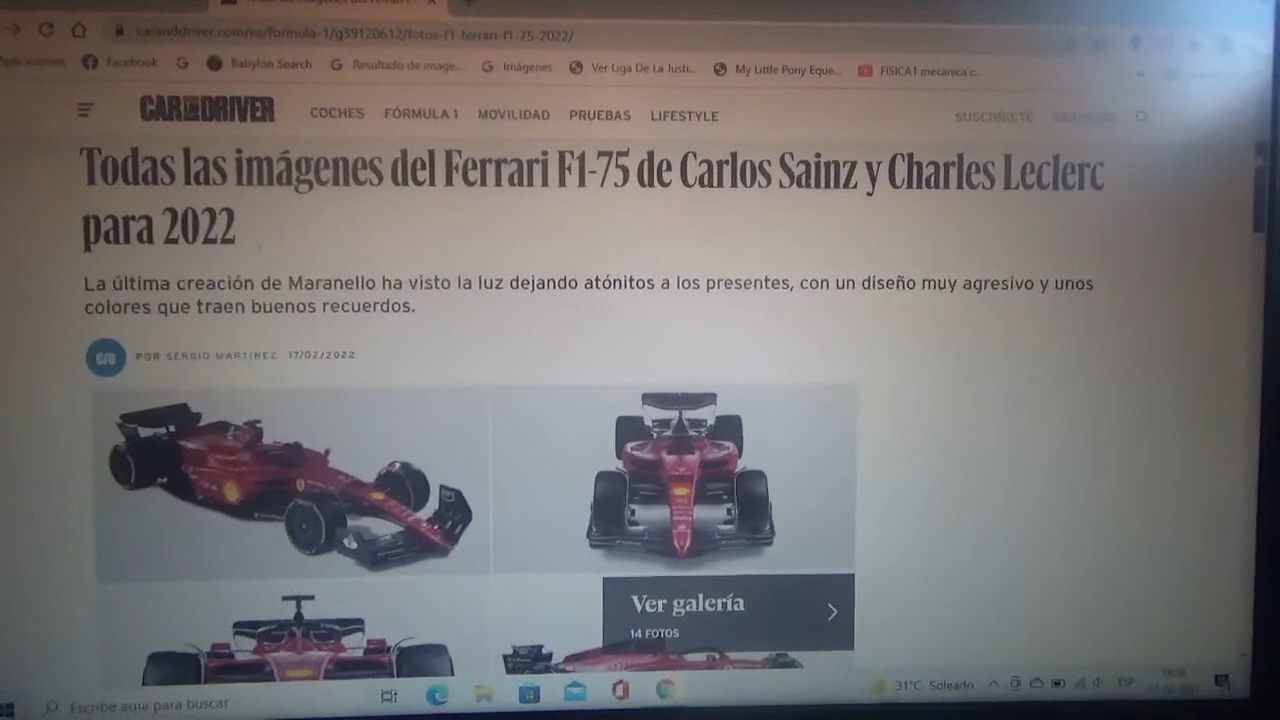 caranddriver.com/es/formula-1/g39120612/fotos-f1-ferrari-f1-75-2022/
Facebook
Babylon Search
Resultado de image...
Imágenes
Ver Liga De La Justi...
My Little Pony Eque...
FISICA1 mecanica c...
CAR AND DRIVER
COCHES FÓRMULA 1 MOVILIDAD PRUEBAS LIFESTYLE
SUSCRÍBETE
Todas las imágenes del Ferrari F1-75 de Carlos Sainz y Charles Leclerc
para 2022
La última creación de Maranello ha visto la luz dejando atónitos a los presentes, con un diseño muy agresivo y unos
colores que traen buenos recuerdos.
C/D
POR SERGIO MARTINEZ 17/02/2022
Ver galería
14 FOTOS
Escribe aquí para buscar
31°C Soleado
ESP